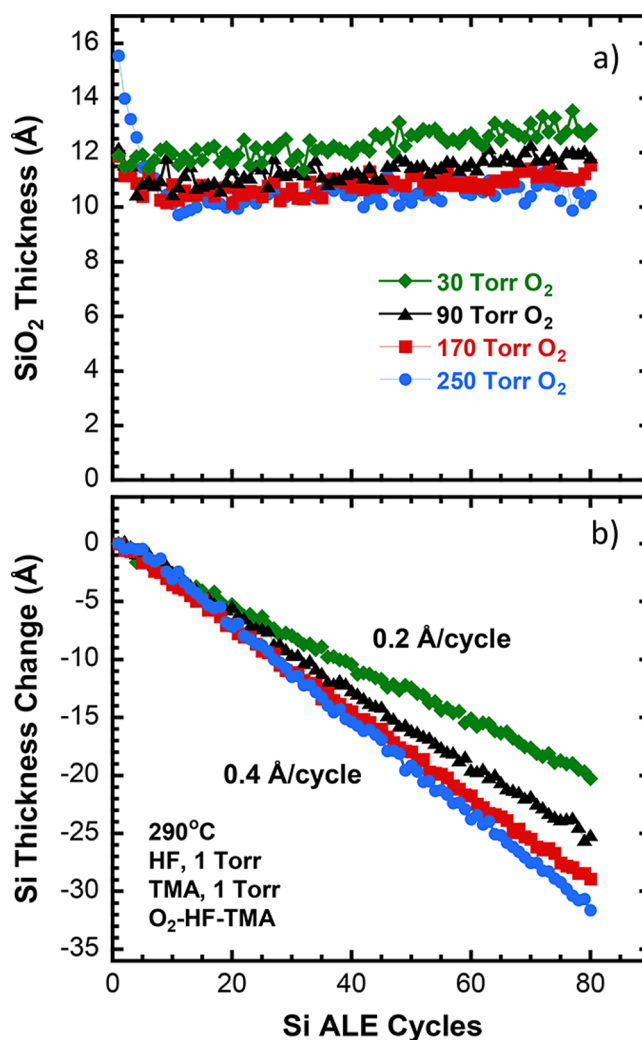 16
14
12
10
8
6
4
2
0
SiO₂ Thickness (Å)
a)
30 Torr O₂
90 Torr O₂
170 Torr O₂
250 Torr O₂
0
-5
-10
-15
-20
-25
-30
-35
Si Thickness Change (Å)
b)
0.2 Å/cycle
0.4 Å/cycle
290°C
HF, 1 Torr
TMA, 1 Torr
O₂-HF-TMA
0 20 40 60 80
Si ALE Cycles